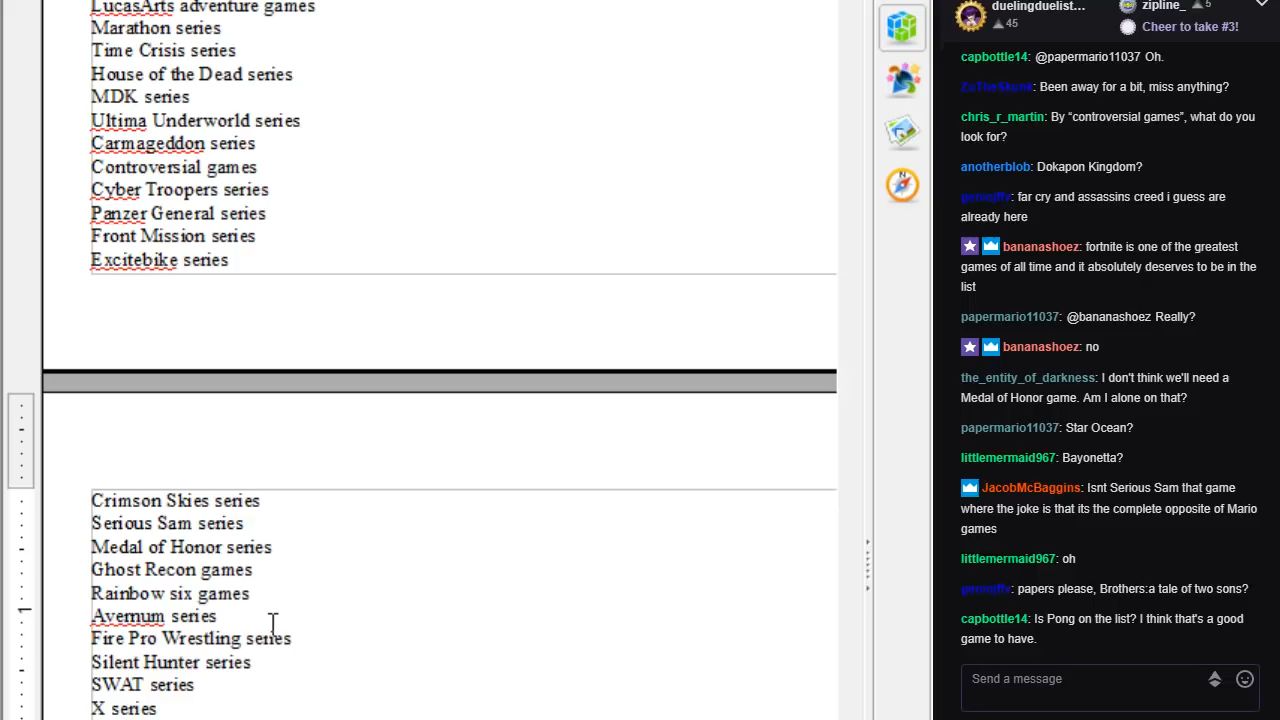 LucasArts adventure games
Marathon series
Time Crisis series
House of the Dead series
MDK series
Ultima Underworld series
Carmageddon series
Controversial games
Cyber Troopers series
Panzer General series
Front Mission series
Excitebike series
Crimson Skies series
Serious Sam series
Medal of Honor series
Ghost Recon games
Rainbow six games
Avernum series
Fire Pro Wrestling series
Silent Hunter series
SWAT series
X series
1
duelingduelist...
45
zipline_ 5
Cheer to take #3!
capbottle14: @papermario11037 Oh.
ZuTheSkunk: Been away for a bit, miss anything?
chris_r_martin: By “controversial games”, what do you
look for?
anotherblob: Dokapon Kingdom?
far cry and assassins creed i guess are
already here
bananashoez: fortnite is one of the greatest
games of all time and it absolutely deserves to be in the
list
papermario11037: @bananashoez Really?
bananashoez: no
the_entity_of_darkness: I don't think we'll need a
Medal of Honor game. Am I alone on that?
papermario11037: Star Ocean?
littlemermaid967: Bayonetta?
JacobMcBaggins: Isnt Serious Sam that game
where the joke is that its the complete opposite of Mario
games
littlemermaid967: oh
papers please, Brothers:a tale of two sons?
capbottle14: Is Pong on the list? I think that's a good
game to have.
Send a message